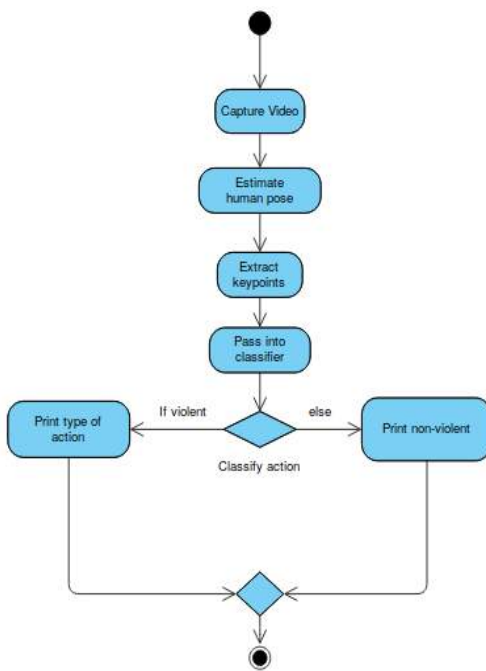 Capture Video
Estimate
human pose
Extract
keypoints
Pass into
classifier
If violent
else
Print type of
action
Print non-violent
Classify action